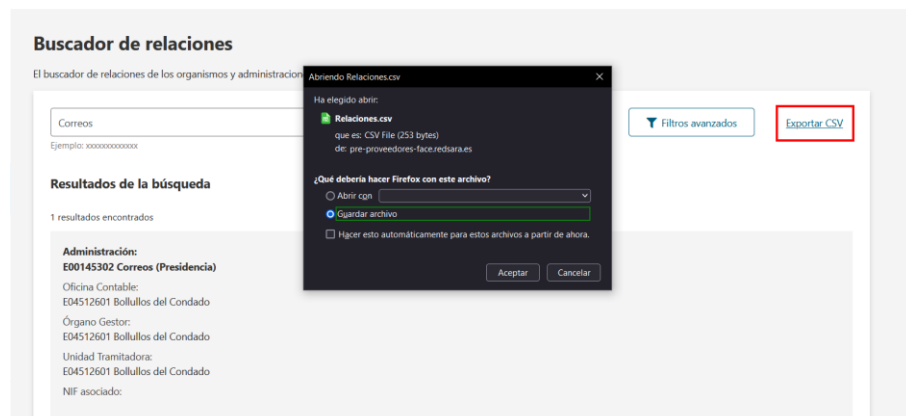 Buscador de relaciones
El buscador de relaciones de los organismos y administracion
Correos
Ejemplo: xxxxxxxxxxxxx
Filtros avanzados
Exportar CSV
Abriendo Relaciones.csv
Ha elegido abrir:
Relaciones.csv
que es: CSV File (253 bytes)
de: pre-proveedores-face.redsara.es
¿Qué debería hacer Firefox con este archivo?
Abrir con
Guardar archivo
Hacer esto automáticamente para estos archivos a partir de ahora.
Aceptar
Cancelar
Resultados de la búsqueda
1 resultados encontrados
Administración:
E00145302 Correos (Presidencia)
Oficina Contable:
E04512601 Bollullos del Condado
Órgano Gestor:
E04512601 Bollullos del Condado
Unidad Tramitadora:
E04512601 Bollullos del Condado
NIF asociado: